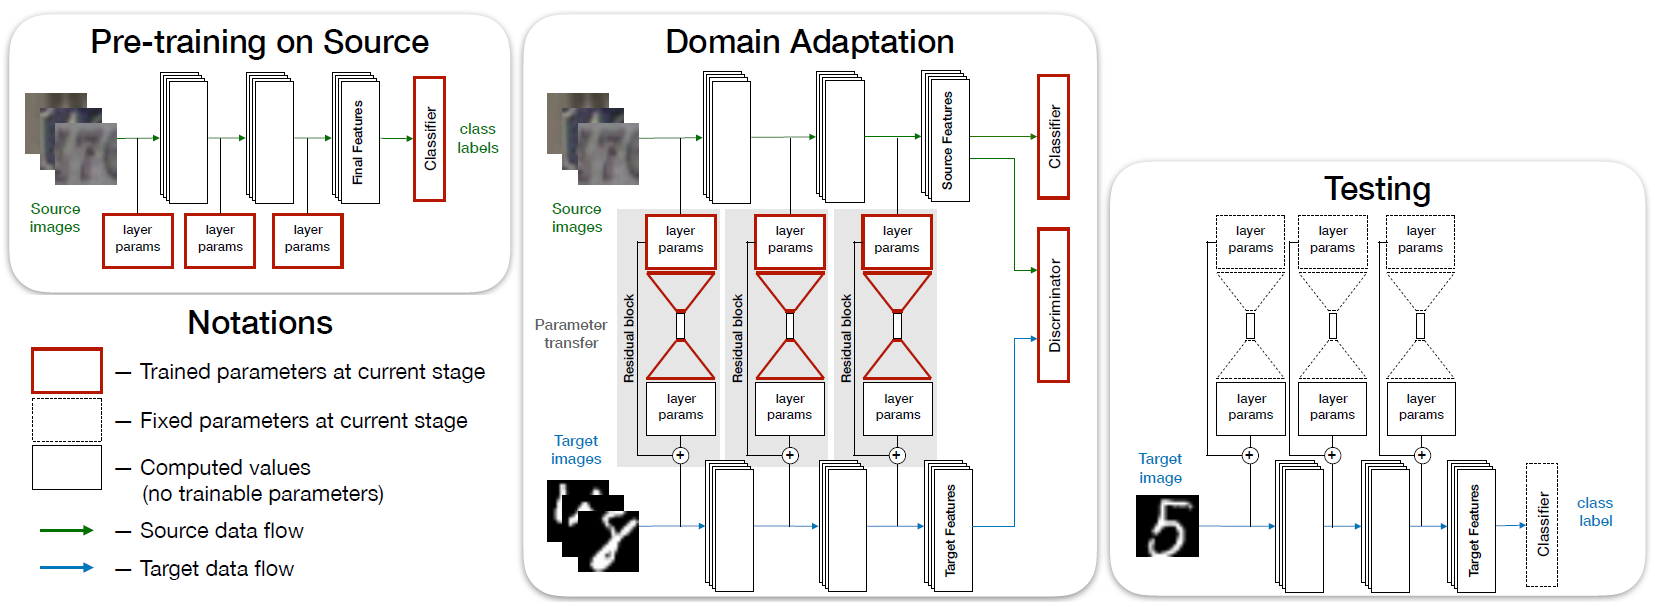 Pre-training on Source
Final Features
Classifier
class
labels
Source
images
layer
params
layer
params
layer
params
Notations
— Trained parameters at current stage
— Fixed parameters at current stage
— Computed values
(no trainable parameters)
— Source data flow
— Target data flow
Domain Adaptation
Source Features
Classifier
Source
images
layer
params
layer
params
layer
params
Discriminator
Parameter
transfer
Residual block
Residual block
Residual block
layer
params
layer
params
layer
params
Target
images
+
+
+
8
Target Features
Testing
layer
params
layer
params
layer
params
layer
params
layer
params
layer
params
+
+
+
Target
image
5
Target Features
Classifier
class
label